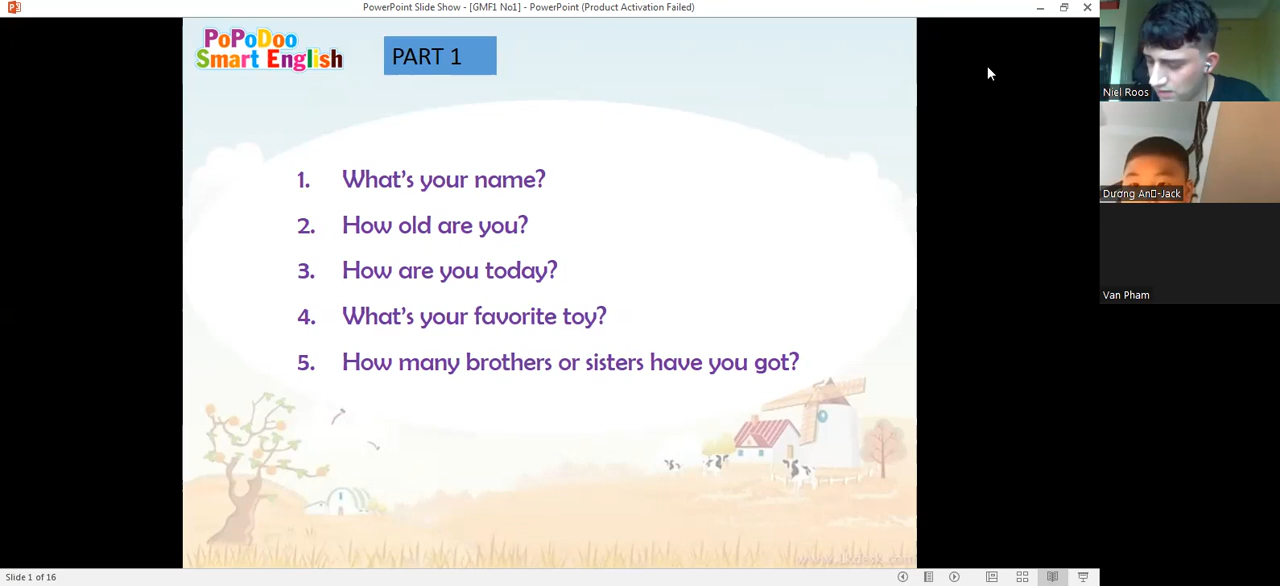 PowerPoint Slide Show - [GMF1 No1] - PowerPoint (Product Activation Failed)
PoPoDoo
Smart English
PART 1
1. What's your name?
2. How old are you?
3. How are you today?
4. What's your favorite toy?
5. How many brothers or sisters have you got?
Niel Roos
Dương An□-Jack
Van Pham
Slide 1 of 16